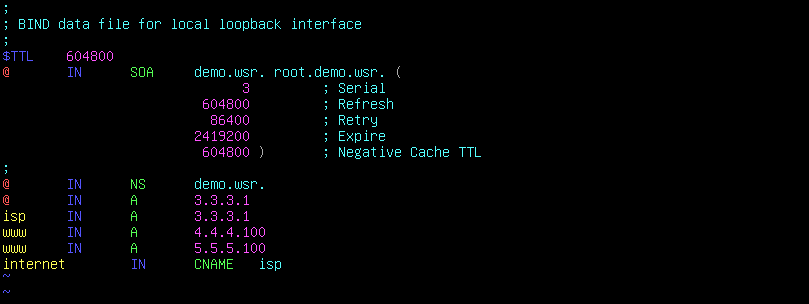 ;
; BIND data file for local loopback interface
;
$TTL    604800
@       IN      SOA     demo.wsr. root.demo.wsr. (
                              3         ; Serial
                         604800         ; Refresh
                          86400         ; Retry
                        2419200         ; Expire
                         604800 )       ; Negative Cache TTL
;
@       IN      NS      demo.wsr.
@       IN      A       3.3.3.1
isp     IN      A       3.3.3.1
www     IN      A       4.4.4.100
www     IN      A       5.5.5.100
internet        IN      CNAME   isp
~
~